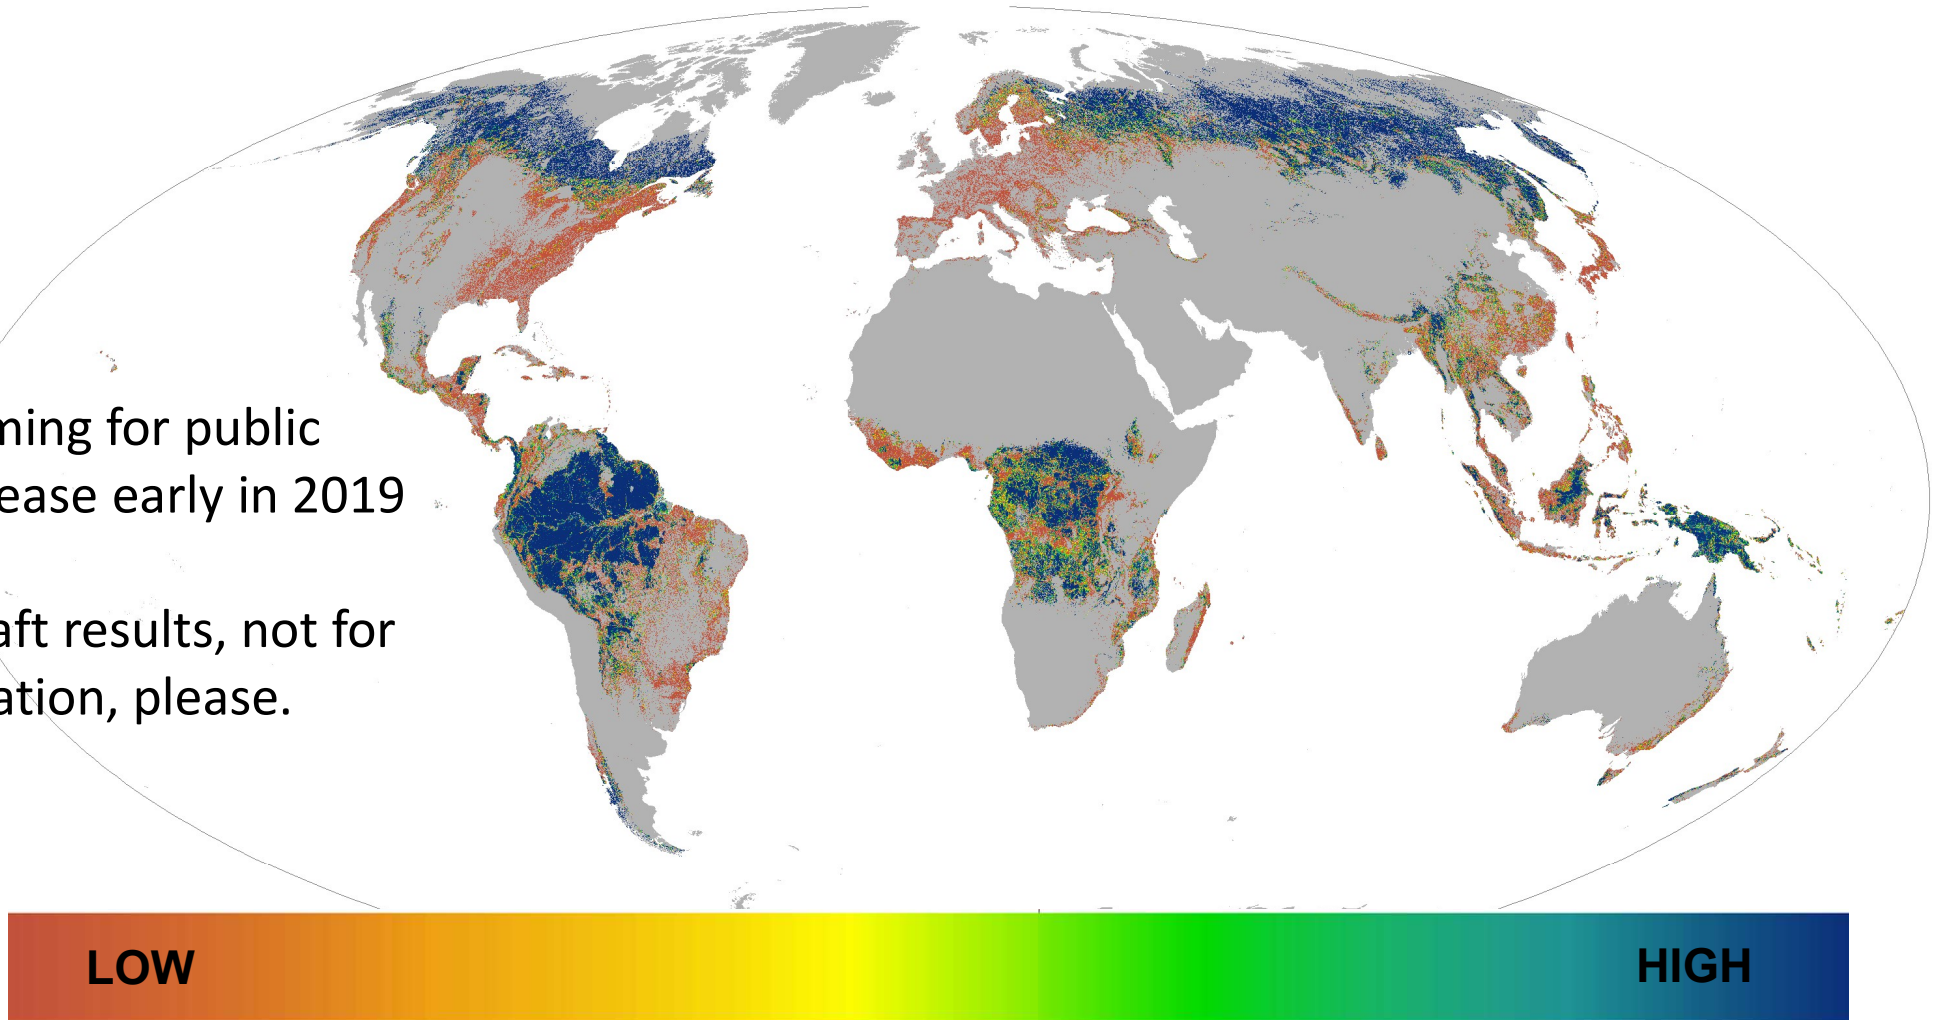 ming for public
ease early in 2019
aft results, not for
ation, please.
LOW
HIGH